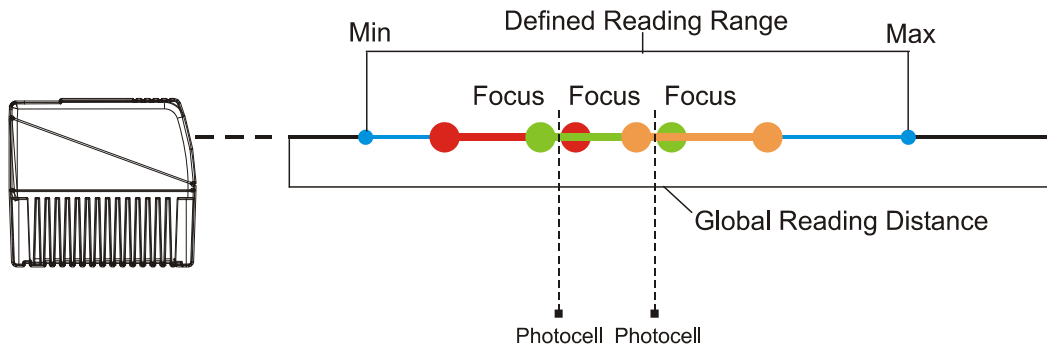 Defined Reading Range
Min
Max
Focus Focus Focus
Global Reading Distance
Photocell Photocell